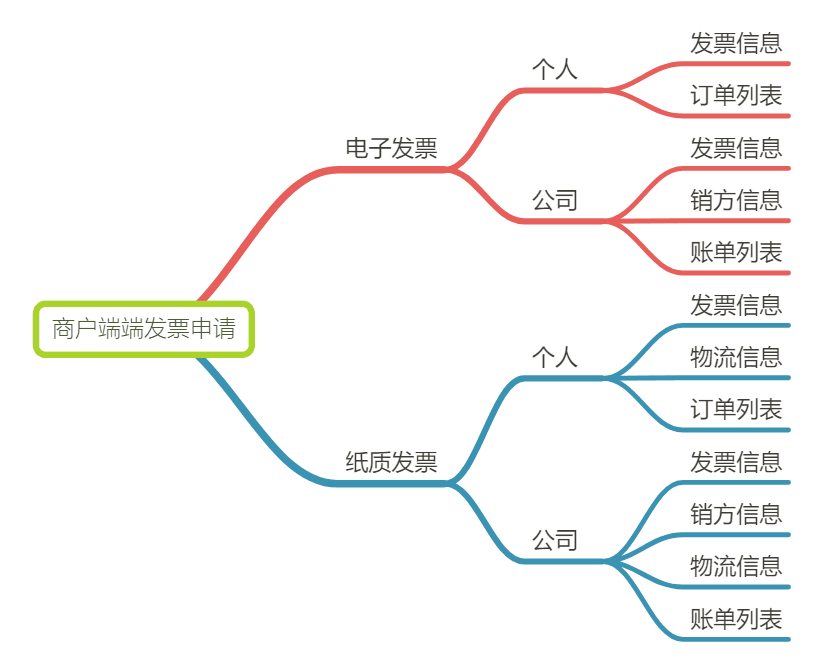 发票信息
个人
订单列表
电子发票
发票信息
公司
销方信息
账单列表
商户端端发票申请
发票信息
个人
物流信息
订单列表
纸质发票
发票信息
销方信息
公司
物流信息
账单列表